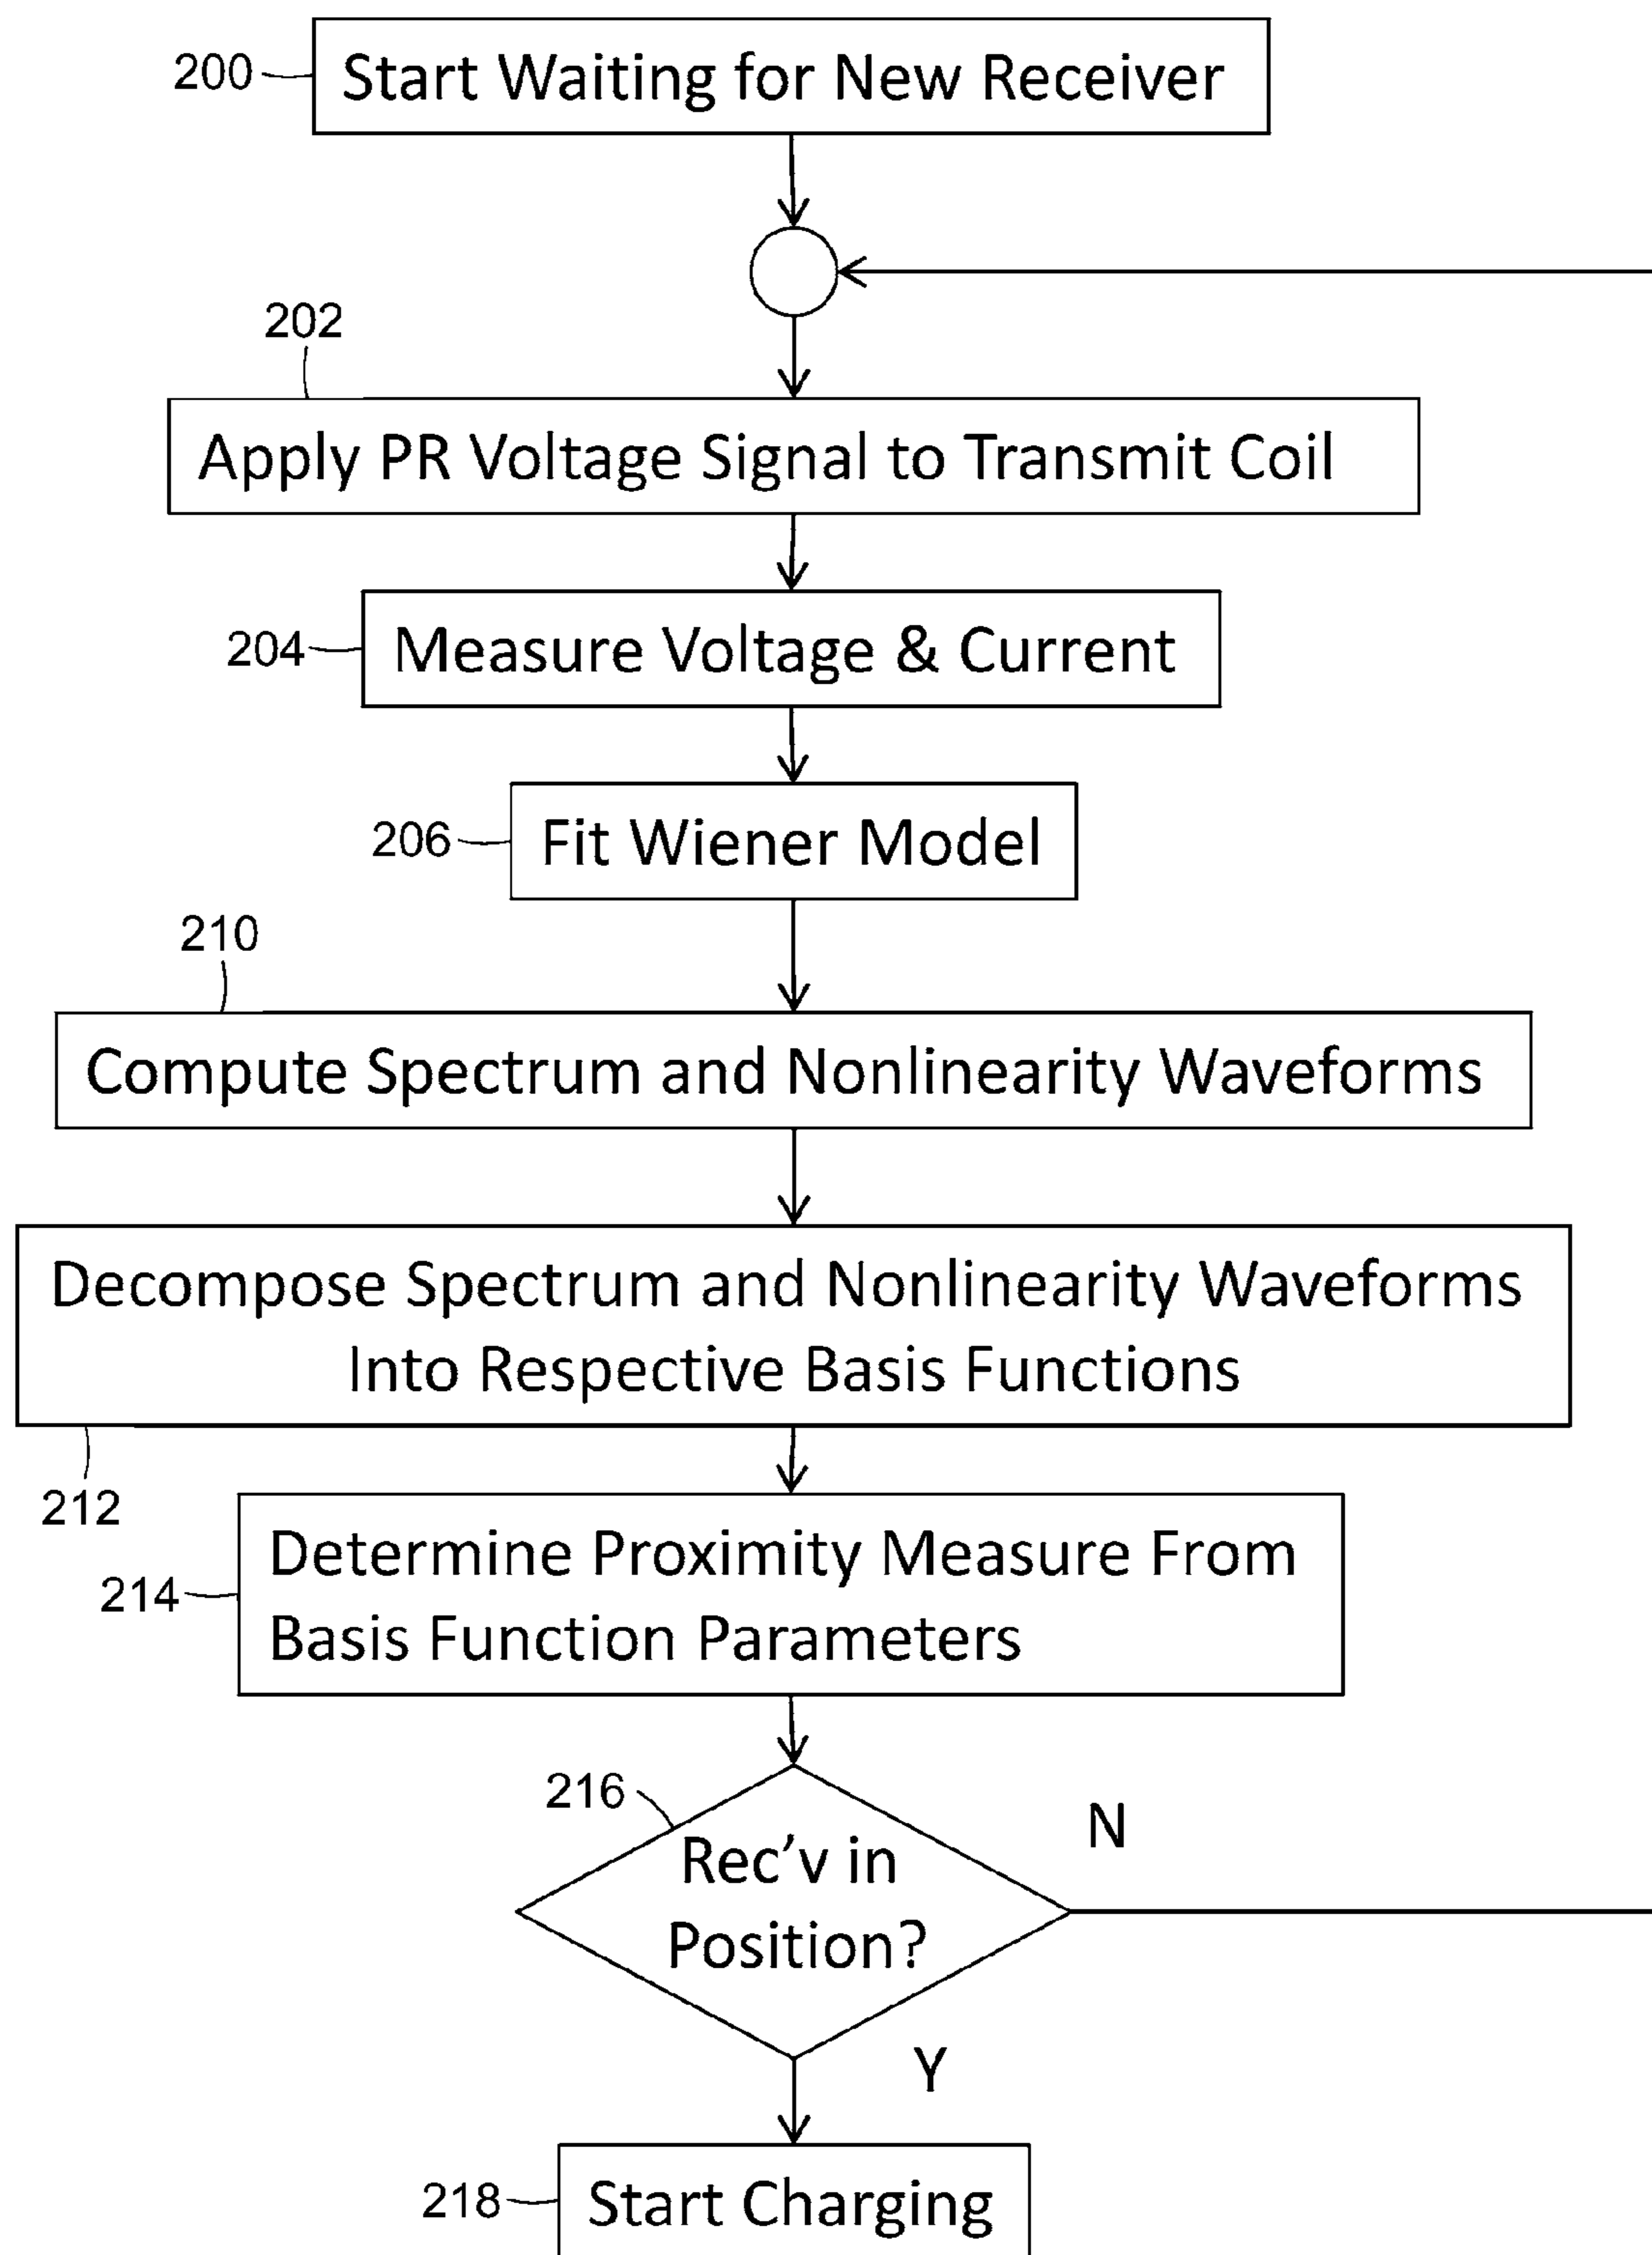 200
Start Waiting for New Receiver
202
Apply PR Voltage Signal to Transmit Coil
204
Measure Voltage & Current
206
Fit Wiener Model
210
Compute Spectrum and Nonlinearity Waveforms
Decompose Spectrum and Nonlinearity Waveforms
Into Respective Basis Functions
212
214
Determine Proximity Measure From
Basis Function Parameters
216
Rec’v in
Position?
N
Y
218
Start Charging